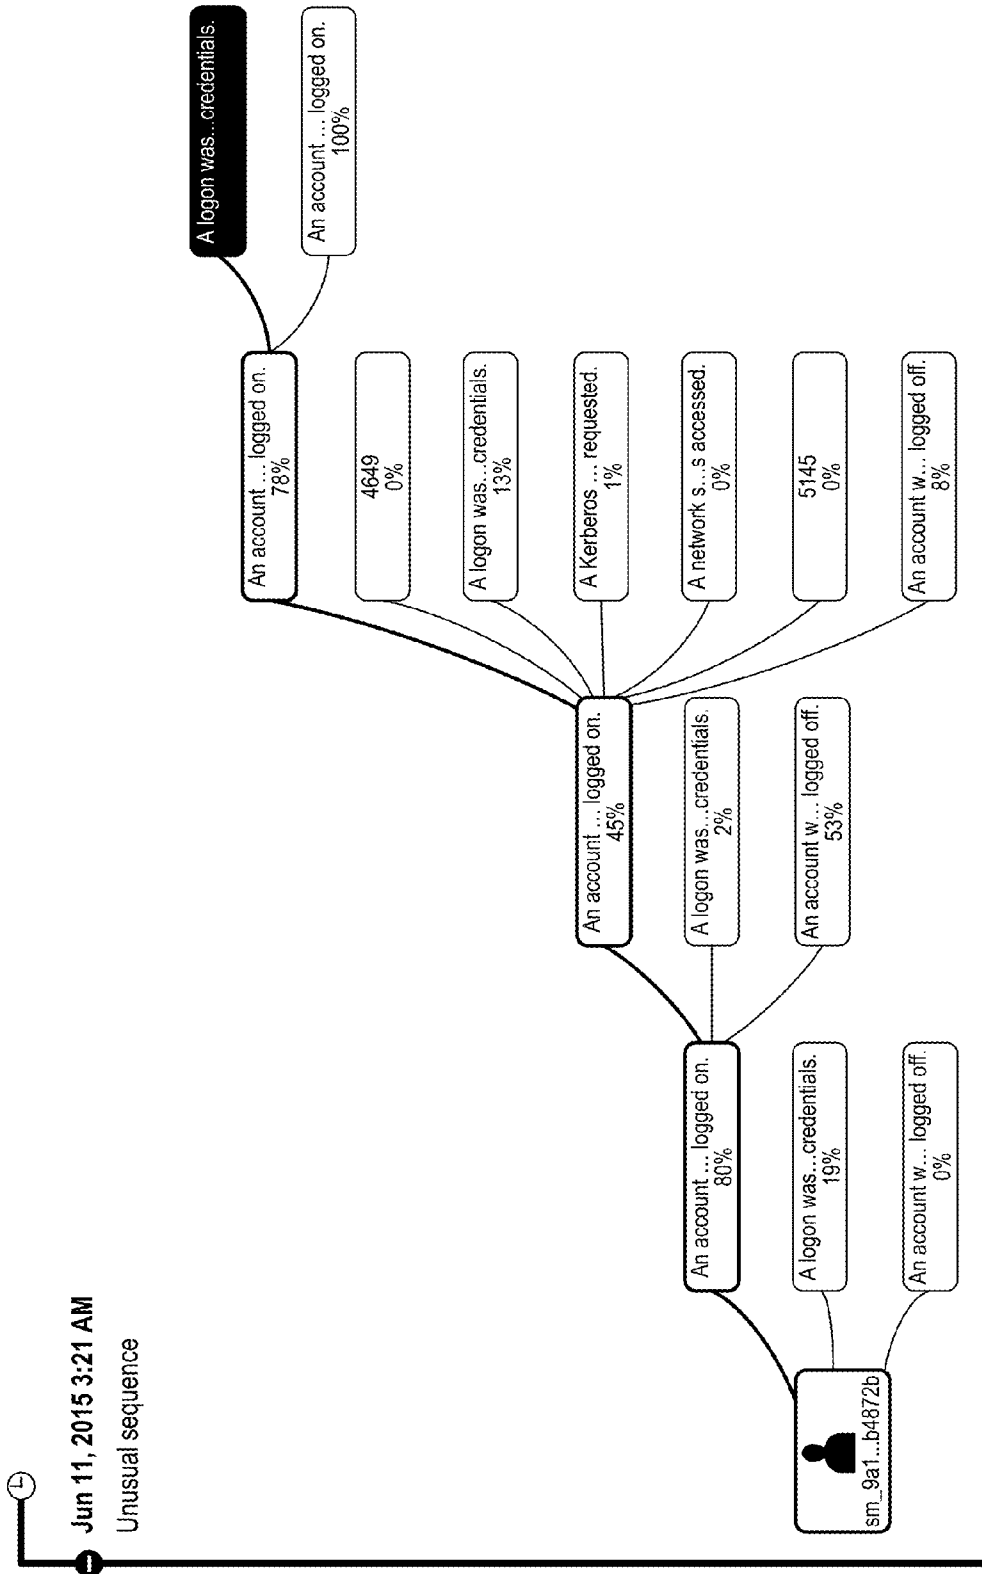 Jun 11, 2015 3:21 AM
Unusual sequence
sm_9a1...b4872b
An account ... logged on.
80%
A logon was...credentials.
19%
An account w... logged off.
0%
An account ... logged on.
45%
A logon was...credentials.
2%
An account w... logged off.
53%
An account ... logged on.
78%
4649
0%
A logon was...credentials.
13%
A Kerberos ... requested.
1%
A network s...s accessed.
0%
5145
0%
An account w... logged off.
8%
A logon was...credentials.
An account ... logged on.
100%